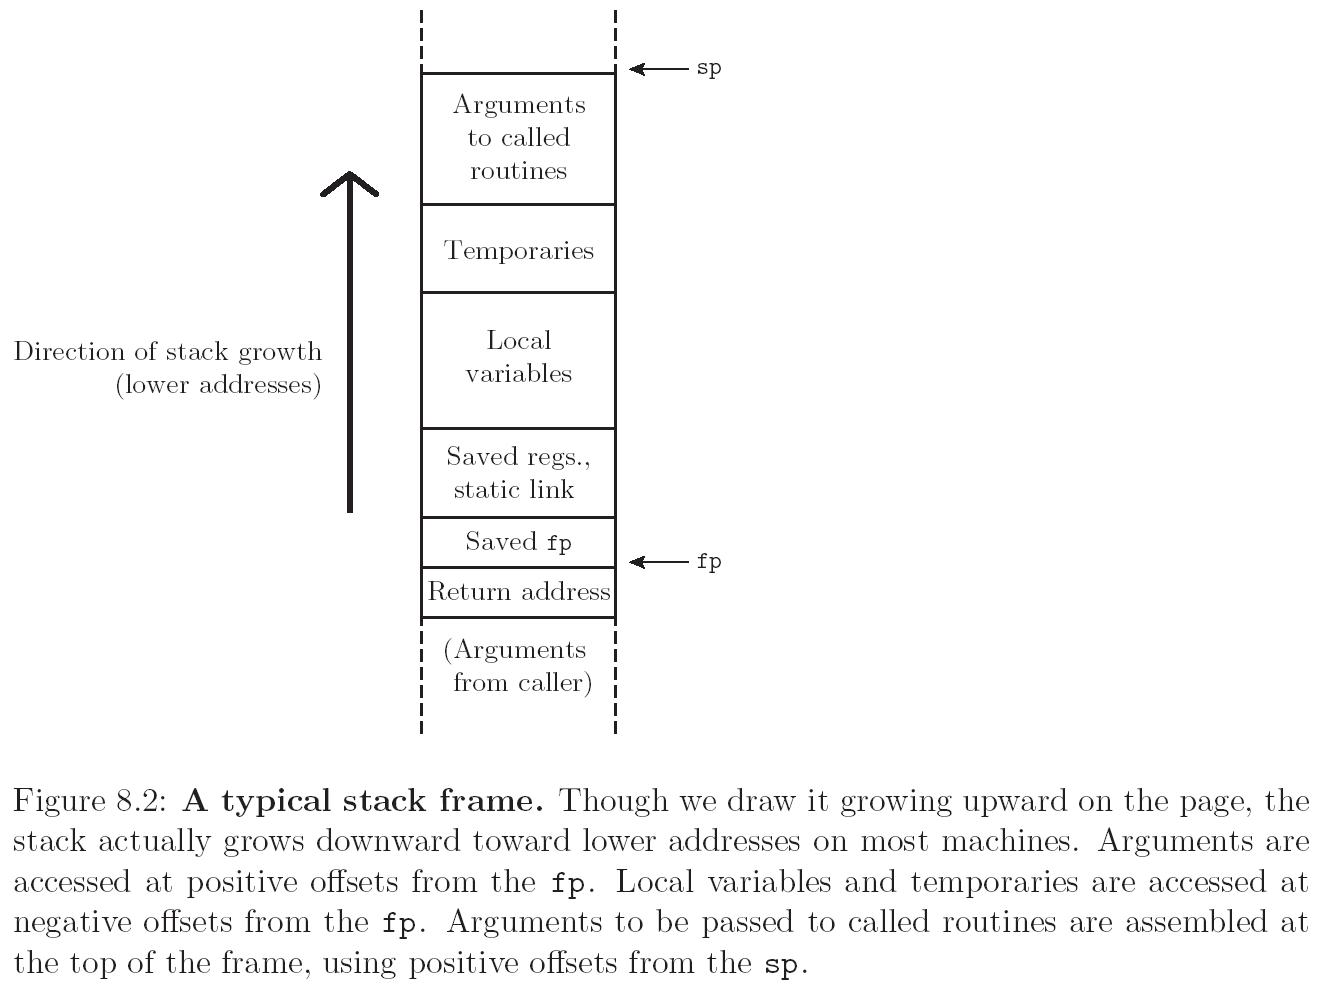 sp
Arguments
to called
routines
Temporaries
Direction of stack growth
(lower addresses)
Local
variables
Saved regs.,
static link
Saved fp
fp
Return address
(Arguments
from caller)
Figure 8.2: A typical stack frame. Though we draw it growing upward on the page, the
stack actually grows downward toward lower addresses on most machines. Arguments are
accessed at positive offsets from the fp. Local variables and temporaries are accessed at
negative offsets from the fp. Arguments to be passed to called routines are assembled at
the top of the frame, using positive offsets from the sp.